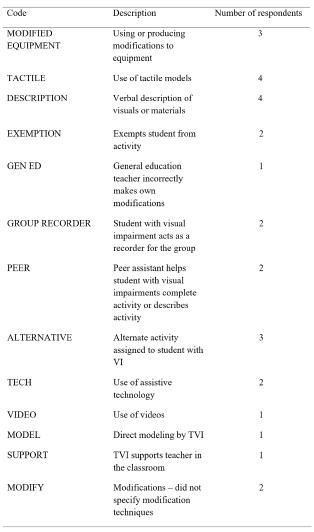 Code Description Number of respondents
MODIFIED Using or producing 3
EQUIPMENT modifications to
equipment
TACTILE Use of tactile models 4
DESCRIPTION Verbal description of 4
visuals or materials
EXEMPTION Exempts student from 2
activity
GEN ED General education 1
teacher incorrectly
makes own
modifications
GROUP RECORDER Student with visual 2
impairment acts as a
recorder for the group
PEER Peer assistant helps 2
student with visual
impairments complete
activity or describes
activity
ALTERNATIVE Alternate activity 3
assigned to student with
VI
TECH Use of assistive 2
technology
VIDEO Use of videos 1
MODEL Direct modeling by TVI 1
SUPPORT TVI supports teacher in 1
the classroom
MODIFY Modifications – did not 2
specify modification
techniques